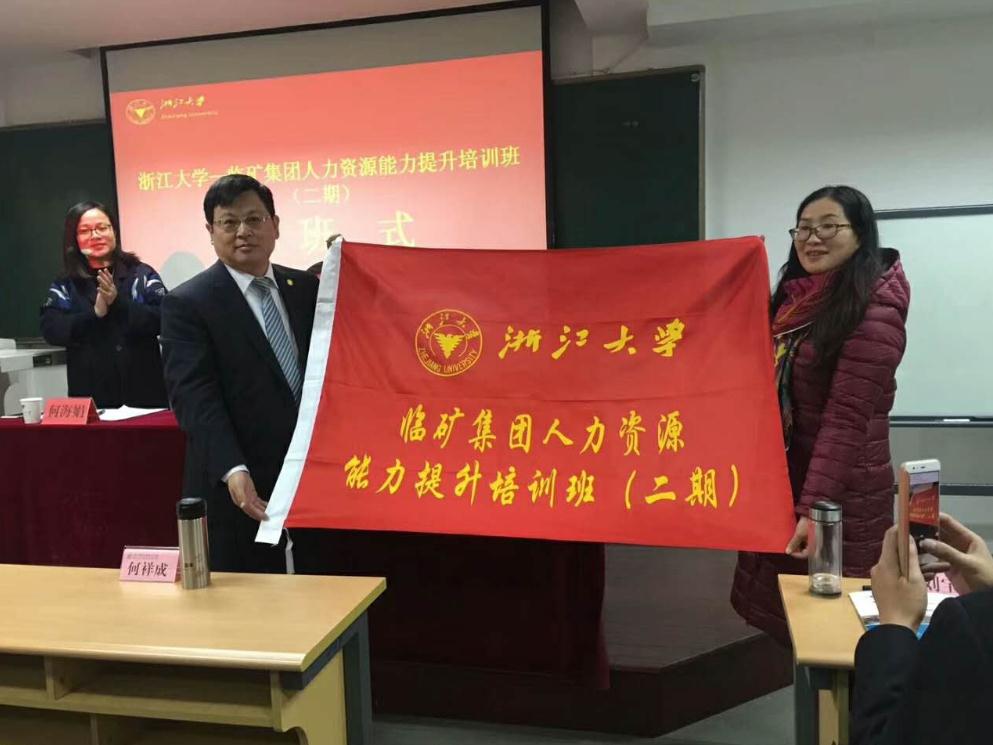 浙江大学
Zhejiang University
浙江大学—临矿集团人力资源能力提升培训班
（二期）
班 式
浙江大学
ZHEJIANG UNIVERSITY
浙江大学
临矿集团人力资源
能力提升培训班（二期）
何海娟
何祥成
刘